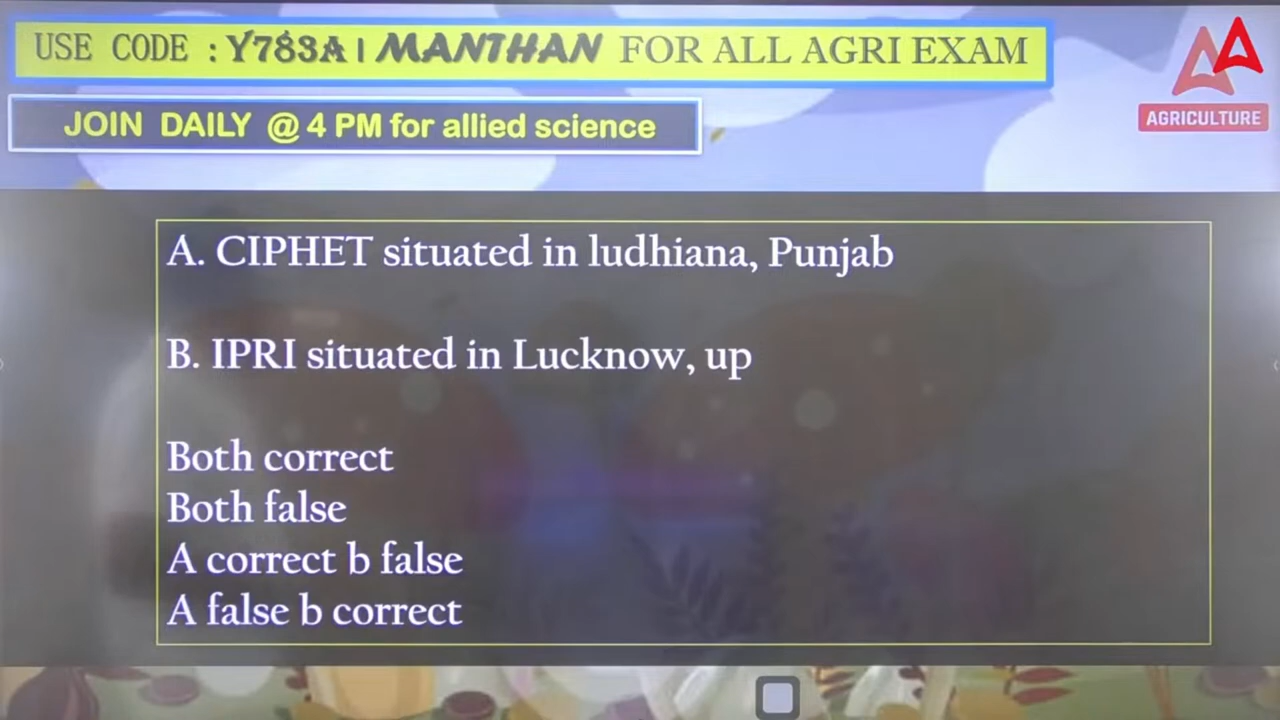 USE CODE : Y783A | MANTHAN FOR ALL AGRI EXAM
JOIN DAILY @ 4 PM for allied science
AGRICULTURE
A. CIPHET situated in ludhiana, Punjab
B. IPRI situated in Lucknow, up
Both correct
Both false
A correct b false
A false b correct